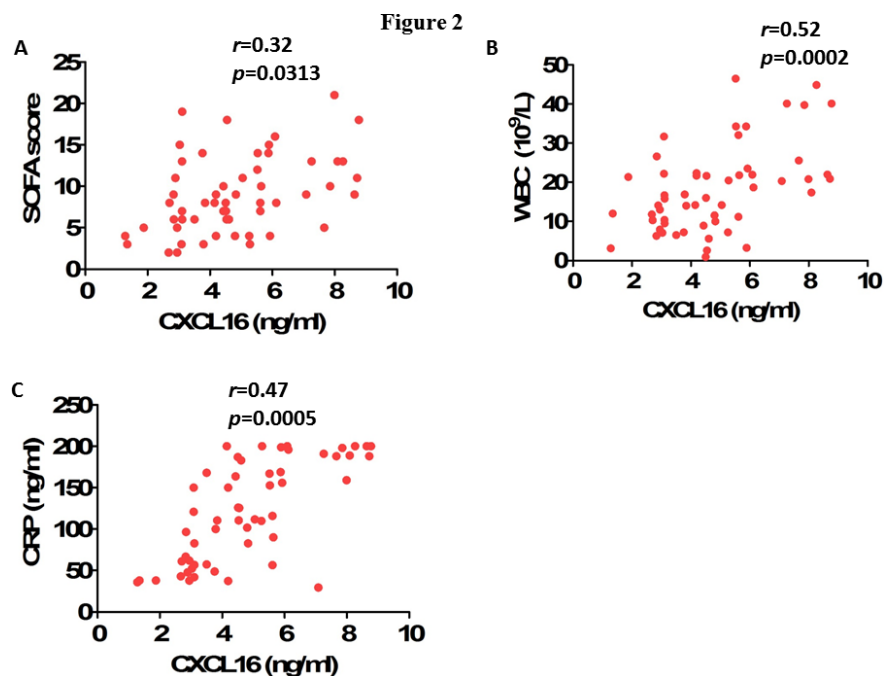 Figure 2
A
r=0.32
p=0.0313
SOFA score
25
20
15
10
5
0
0 2 4 6 8 10
CXCL16 (ng/ml)
B
r=0.52
p=0.0002
WBC (10⁹/L)
50
40
30
20
10
0
0 2 4 6 8 10
CXCL16 (ng/ml)
C
r=0.47
p=0.0005
CRP (ng/ml)
250
200
150
100
50
0
0 2 4 6 8 10
CXCL16 (ng/ml)